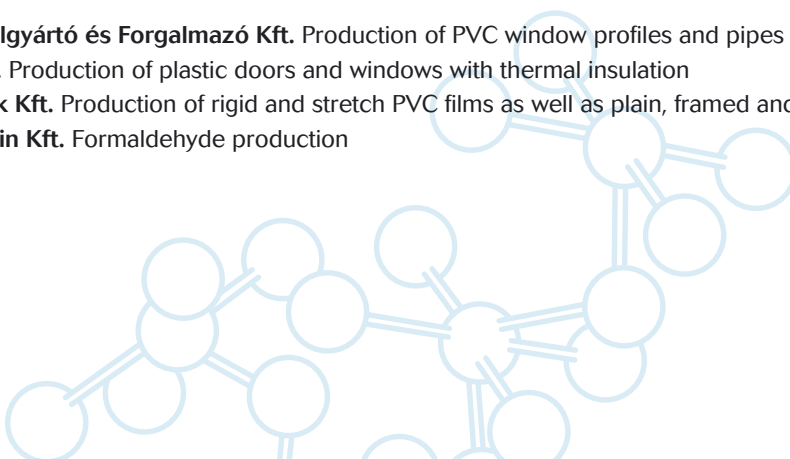 lgyártó és Forgalmazó Kft. Production of PVC window profiles and pipes
. Production of plastic doors and windows with thermal insulation
k Kft. Production of rigid and stretch PVC films as well as plain, framed and
in Kft. Formaldehyde production